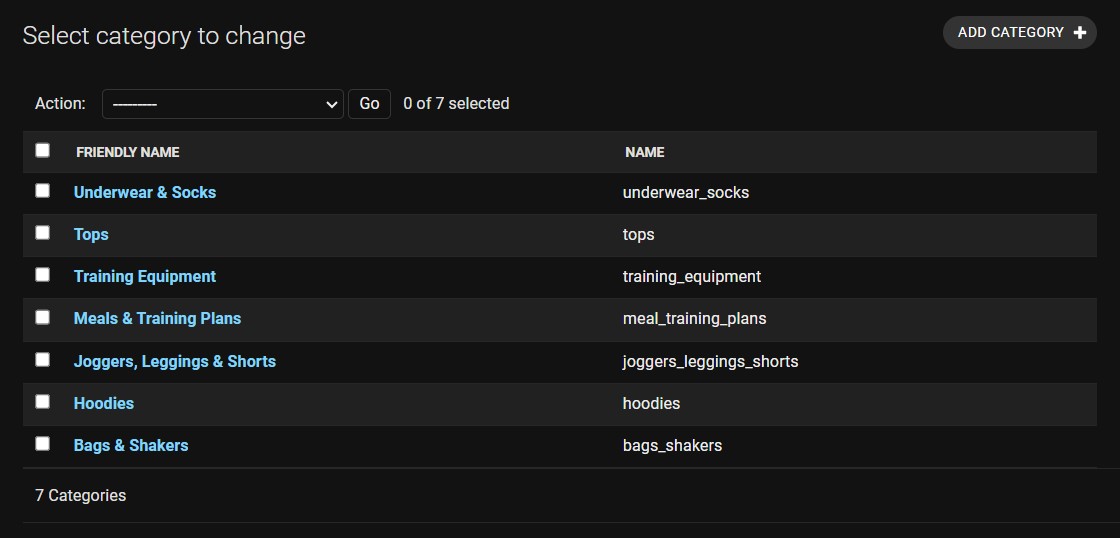 Select category to change
ADD CATEGORY
Action: --------- Go 0 of 7 selected
FRIENDLY NAME NAME
Underwear & Socks underwear_socks
Tops tops
Training Equipment training_equipment
Meals & Training Plans meal_training_plans
Joggers, Leggings & Shorts joggers_leggings_shorts
Hoodies hoodies
Bags & Shakers bags_shakers
7 Categories